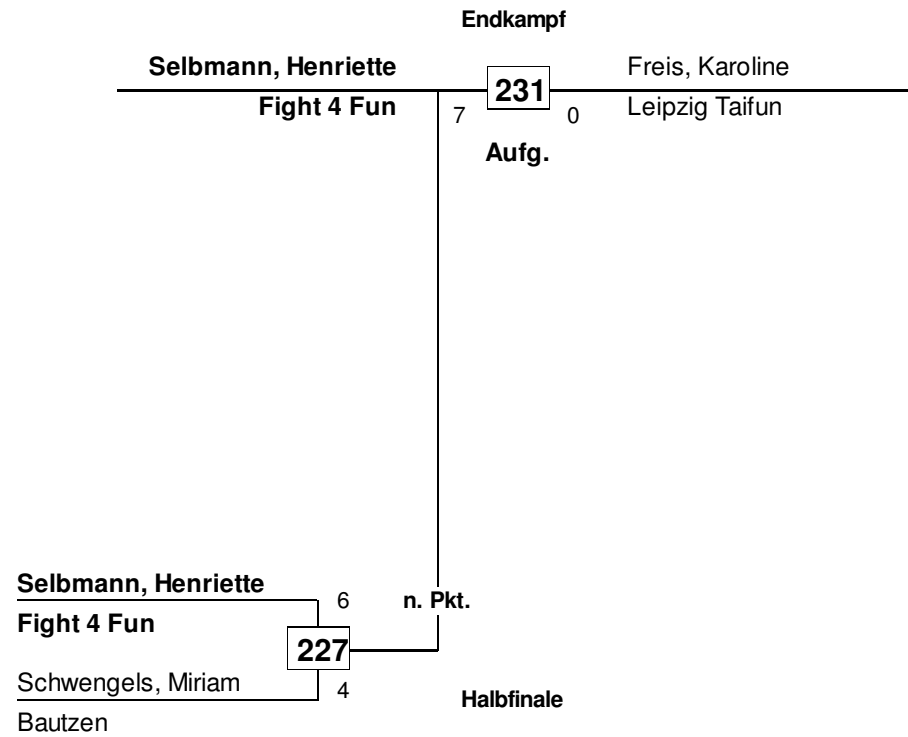 Endkampf
Selbmann, Henriette
231
Freis, Karoline
Fight 4 Fun
7
0
Leipzig Taifun
Aufg.
Selbmann, Henriette
6
n. Pkt.
Fight 4 Fun
227
Schwengels, Miriam
4
Halbfinale
Bautzen